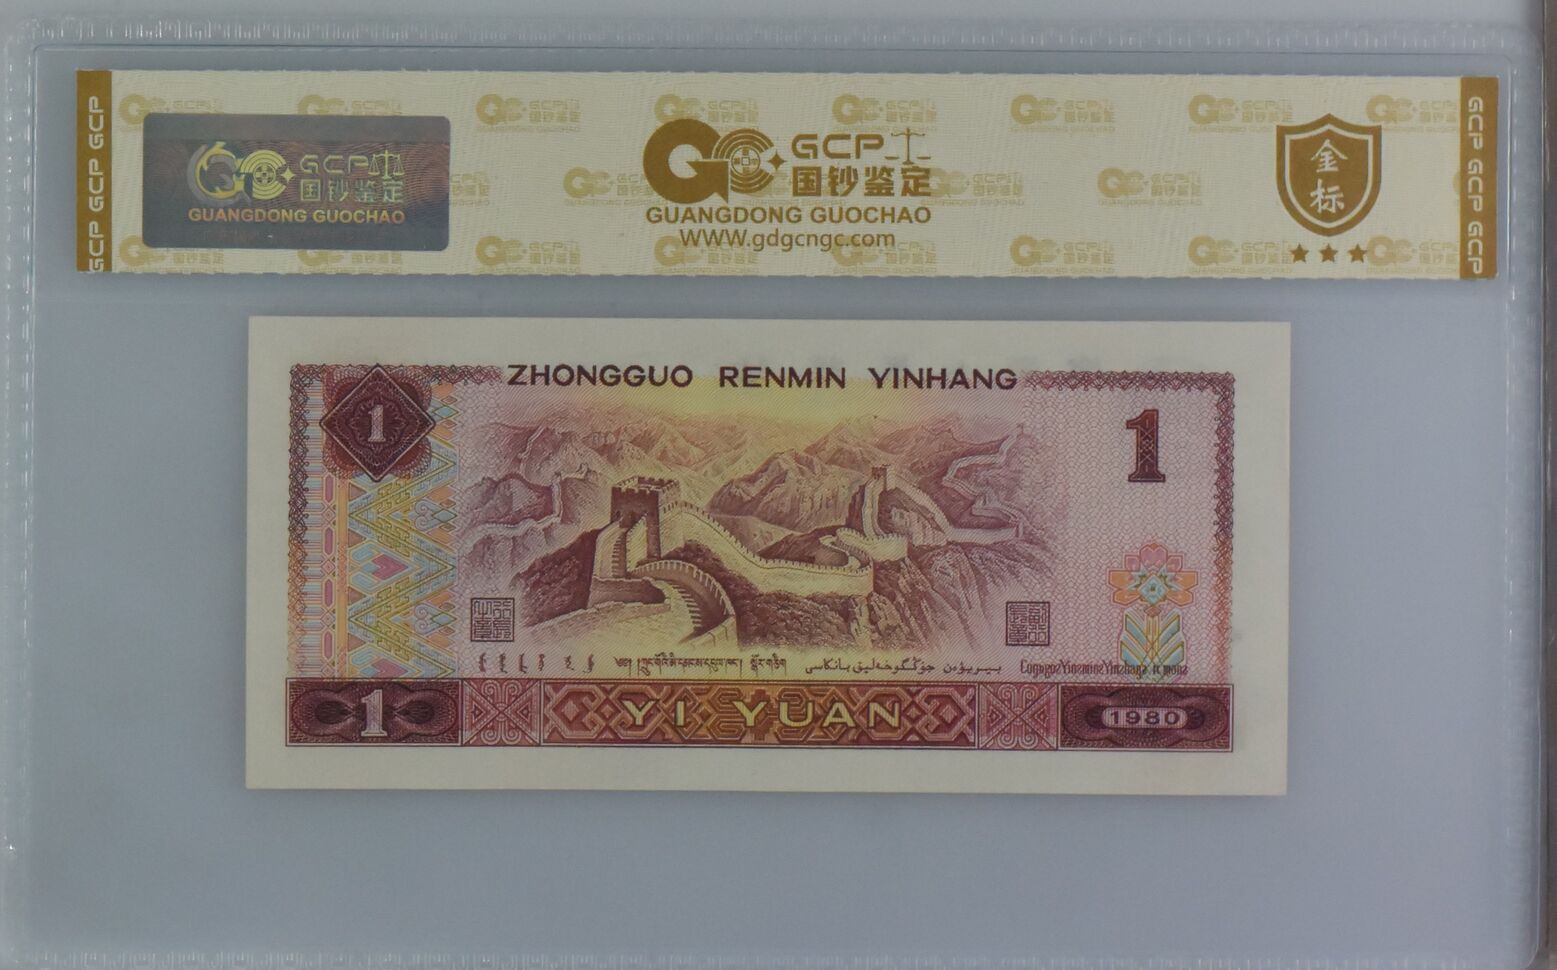 GCP GCP GCP
GCP
国钞鉴定
GUANGDONG GUOCHAO
GCP
国钞鉴定
GUANGDONG GUOCHAO
WWW.gdgcngc.com
金标
GCP GCP GCP
ZHONGGUO RENMIN YINHANG
1
1
1
YI YUAN
1980